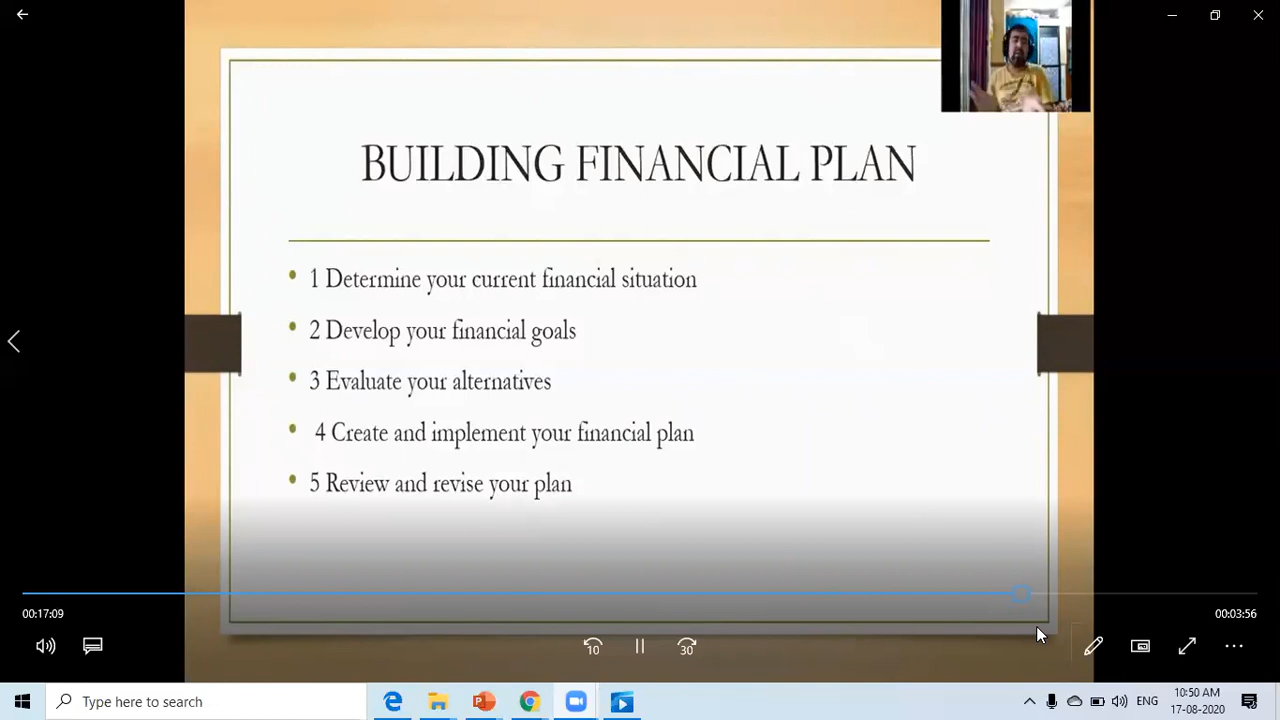 BUILDING FINANCIAL PLAN
• 1 Determine your current financial situation
• 2 Develop your financial goals
• 3 Evaluate your alternatives
• 4 Create and implement your financial plan
• 5 Review and revise your plan
00:17:09
00:03:56
10
30
Type here to search
ENG
10:50 AM
17-08-2020